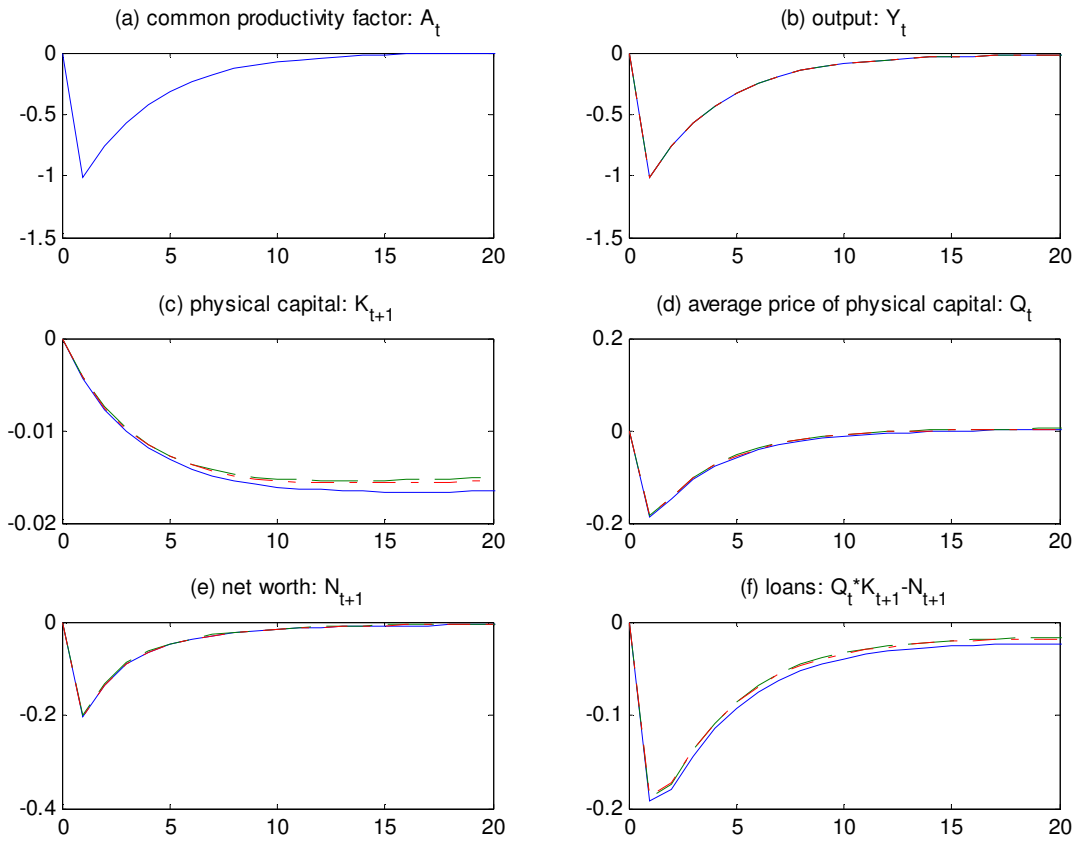 (a) common productivity factor: A_t
0
-0.5
-1
-1.5
0 5 10 15 20
(b) output: Y_t
0
-0.5
-1
-1.5
0 5 10 15 20
(c) physical capital: K_{t+1}
0
-0.01
-0.02
0 5 10 15 20
(d) average price of physical capital: Q_t
0.2
0
-0.2
0 5 10 15 20
(e) net worth: N_{t+1}
0
-0.2
-0.4
0 5 10 15 20
(f) loans: Q_t*K_{t+1}-N_{t+1}
0
-0.1
-0.2
0 5 10 15 20